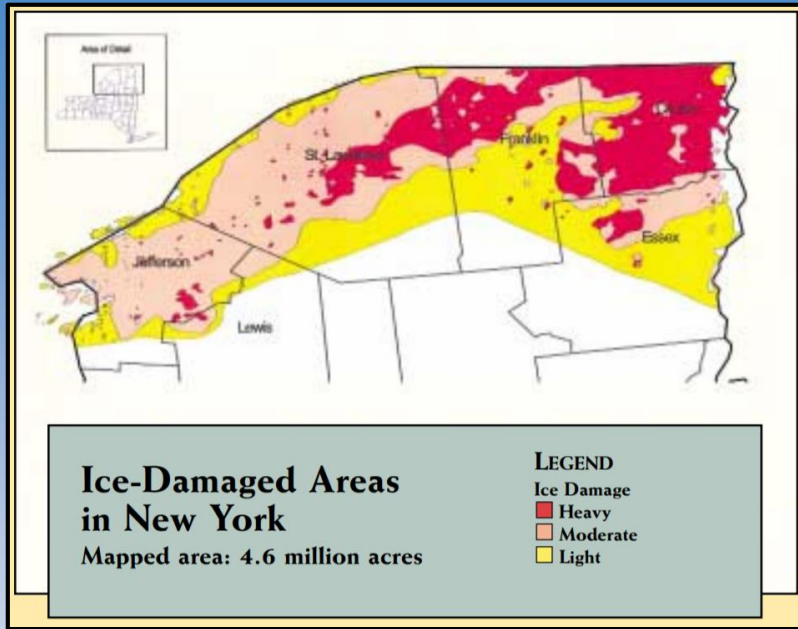 Area of Detail
St. Lawrence
Franklin
Clinton
Jefferson
Essex
Lewis
Ice-Damaged Areas
in New York
Mapped area: 4.6 million acres
LEGEND
Ice Damage
Heavy
Moderate
Light